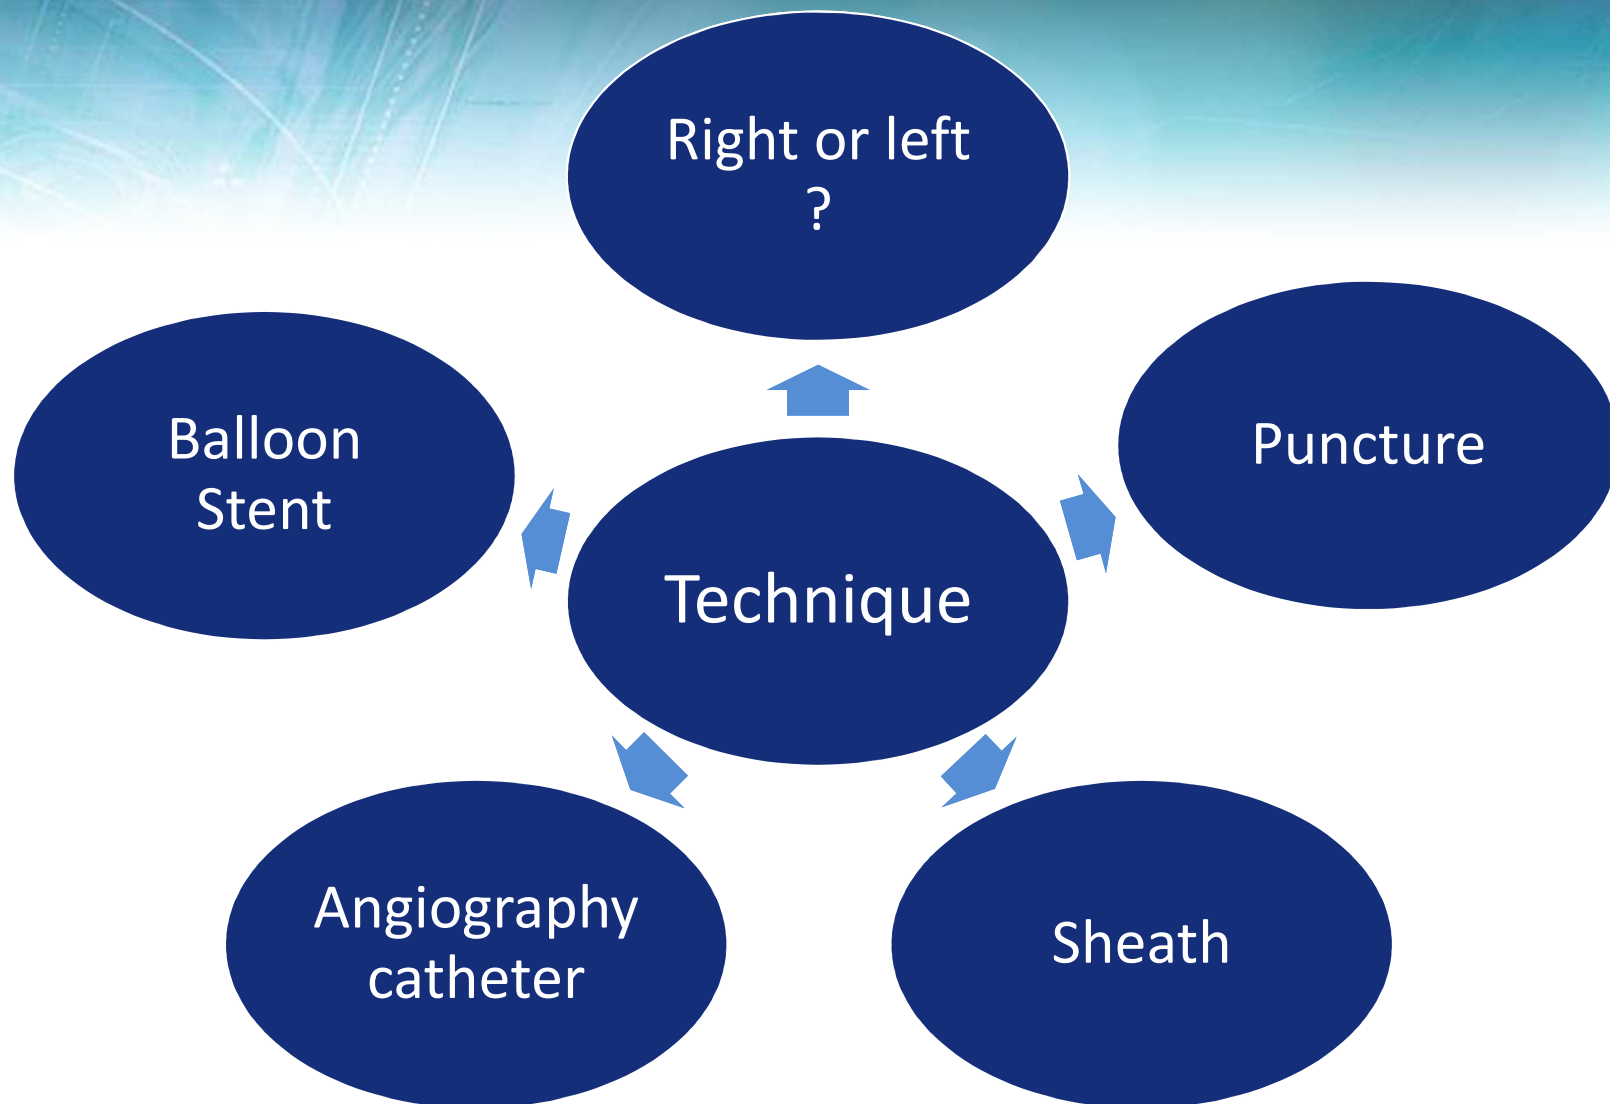 Right or left
?
Puncture
Balloon
Stent
Technique
Angiography
catheter
Sheath